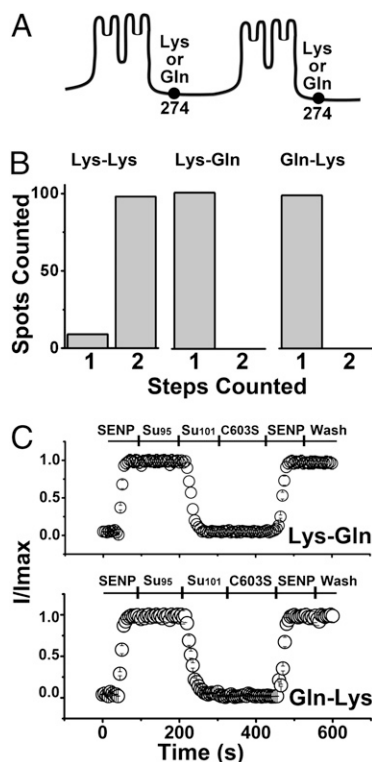 A
Lys
or
Gln
274
Lys
or
Gln
274
B
Lys-Lys Lys-Gln Gln-Lys
Spots Counted
100
50
0
1 2 1 2 1 2
Steps Counted
C
SENP Su95 Su101 C603S SENP Wash
1.0
0.5
0.0
Lys-Gln
I/Imax
SENP Su95 Su101 C603S SENP Wash
1.0
0.5
0.0
Gln-Lys
0 200 400 600
Time (s)